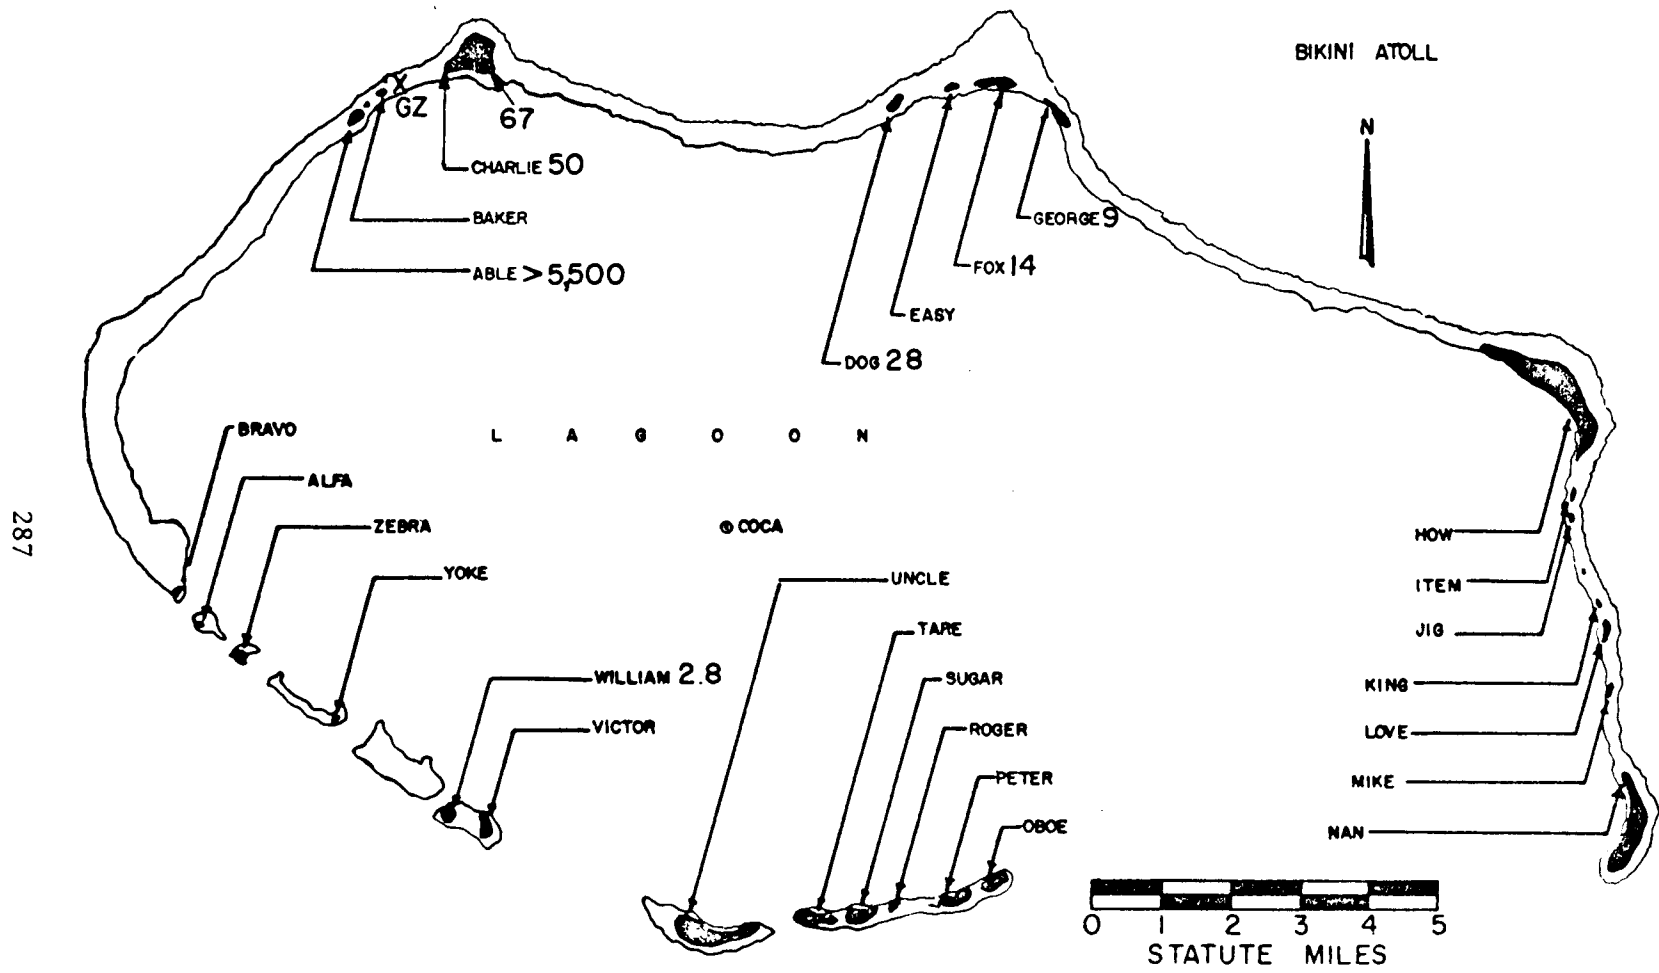 BIKINI ATOLL
N
GZ
67
CHARLIE 50
BAKER
ABLE > 5,500
GEORGE 9
FOX 14
EASY
DOG 28
L A G O O N
BRAVO
ALFA
ZEBRA
YOKE
COCA
UNCLE
TARE
SUGAR
ROGER
PETER
OBOE
WILLIAM 2.8
VICTOR
HOW
ITEM
JIG
KING
LOVE
MIKE
NAN
0 1 2 3 4 5
STATUTE MILES
287